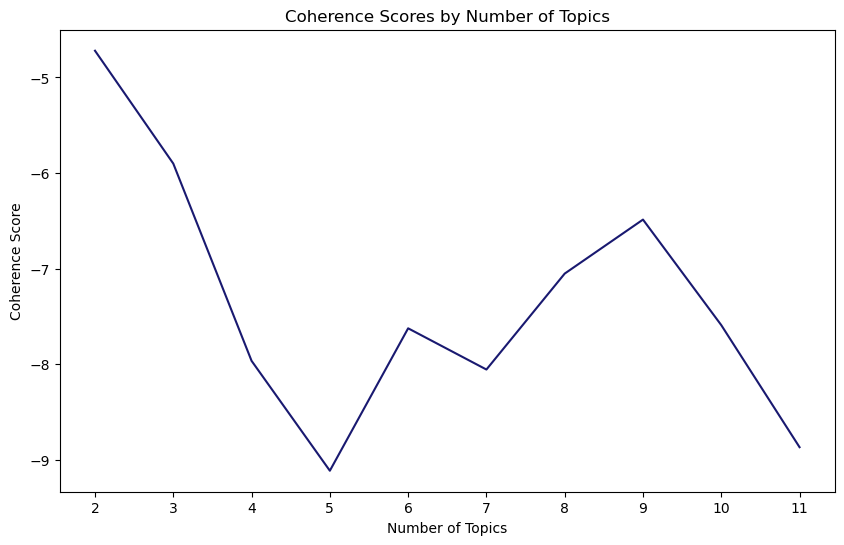 Coherence Scores by Number of Topics
−5
−6
−7
−8
−9
Coherence Score
2 3 4 5 6 7 8 9 10 11
Number of Topics